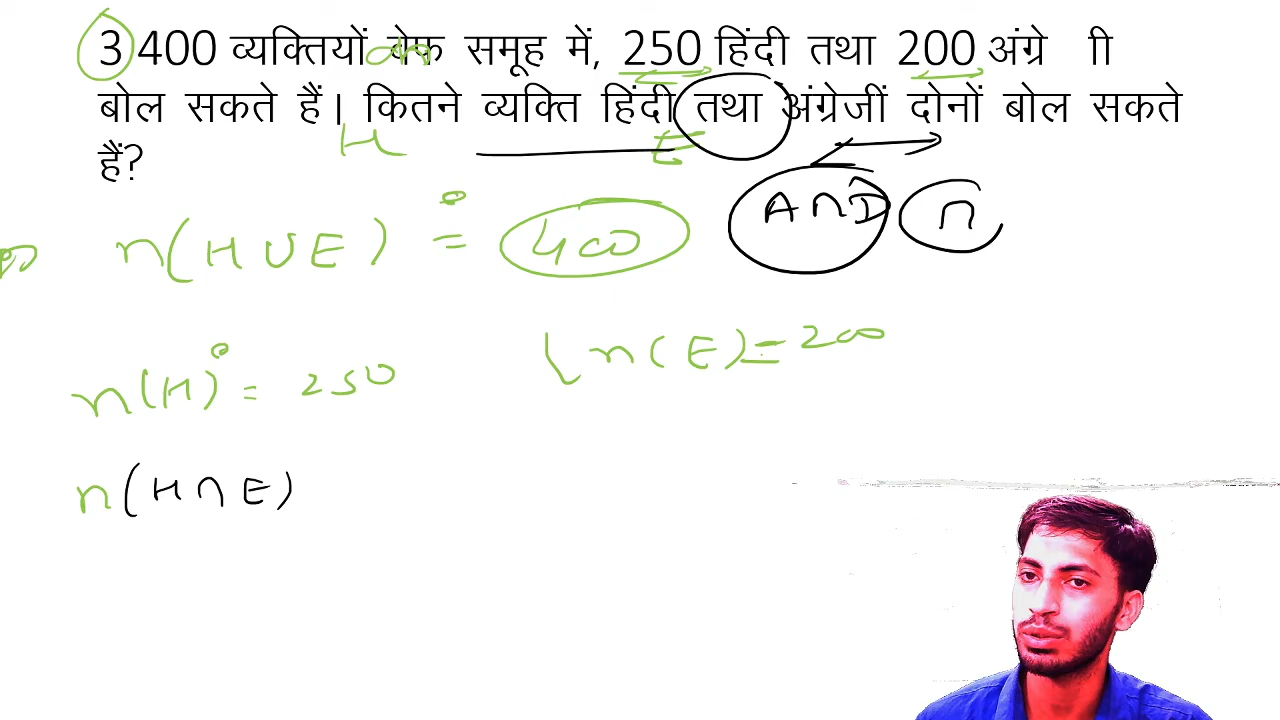 3 400 व्यक्तियों के समूह में, 250 हिंदी तथा 200 अंग्रे ी
बोल सकते हैं। कितने व्यक्ति हिंदी तथा अंग्रेजीं दोनों बोल सकते
हैं?
H E
n(H∪E) = 400
AND ∩
n(H) = 250
n(E) = 200
n(H∩E)